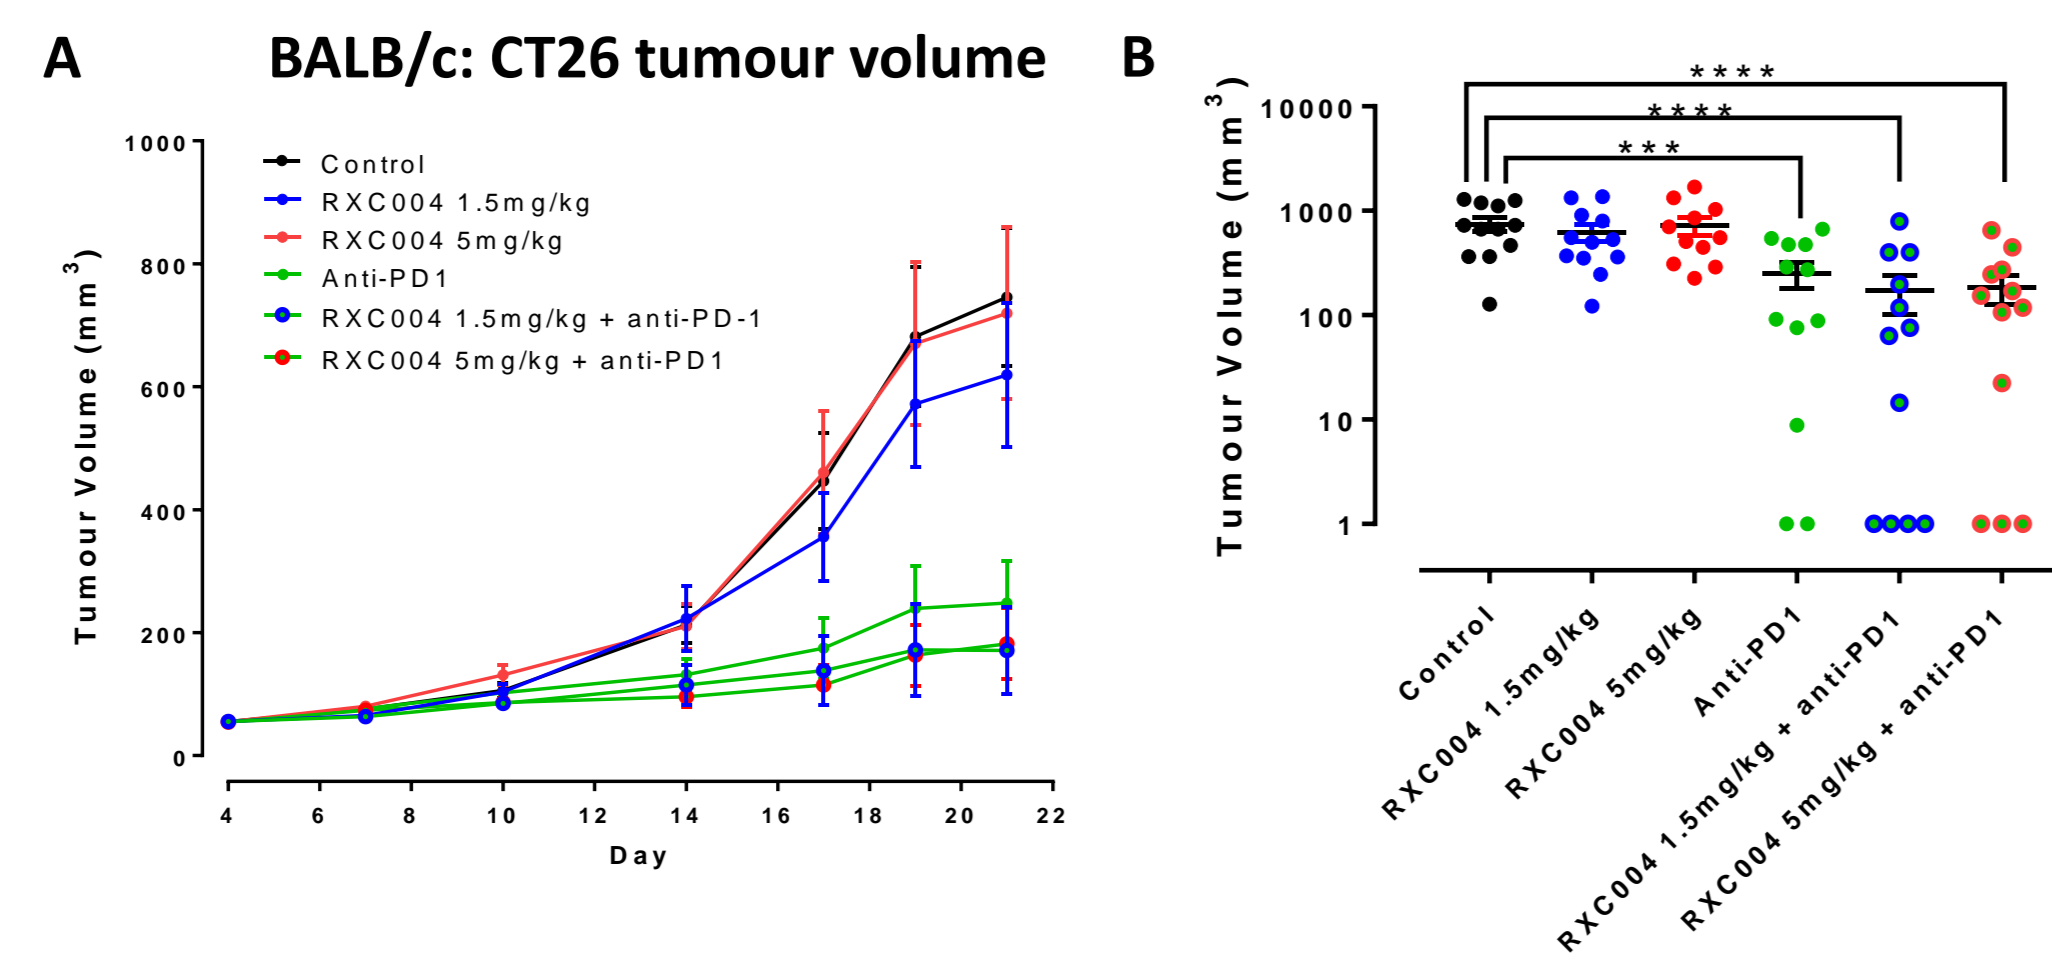 A
BALB/c: CT26 tumour volume
Tumour Volume (mm³)
1000
800
600
400
200
0
Control
RXC004 1.5mg/kg
RXC004 5mg/kg
Anti-PD1
RXC004 1.5mg/kg + anti-PD-1
RXC004 5mg/kg + anti-PD1
4 6 8 10 12 14 16 18 20 22
Day
B
Tumour Volume (mm³)
10000
1000
100
10
1
****
****
***
Control
RXC004 1.5mg/kg
RXC004 5mg/kg
Anti-PD1
RXC004 1.5mg/kg + anti-PD1
RXC004 5mg/kg + anti-PD1